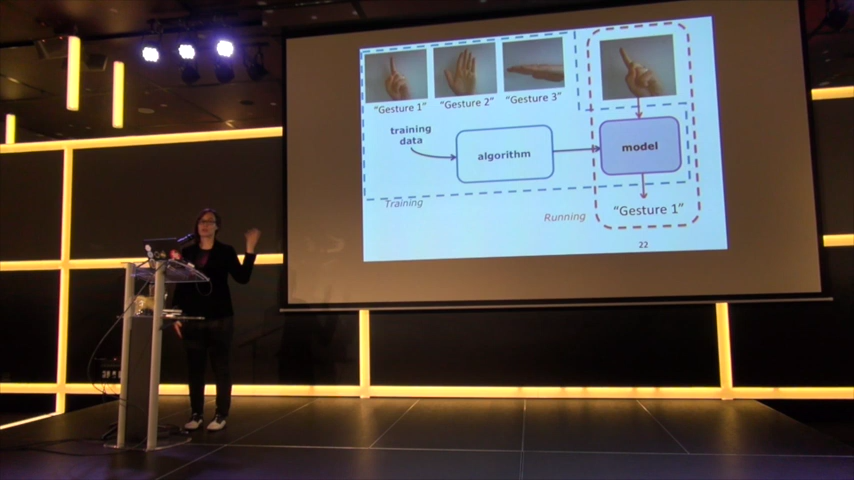 “Gesture 1”
“Gesture 2”
“Gesture 3”
training
data
algorithm
model
Training
Running
“Gesture 1”
22